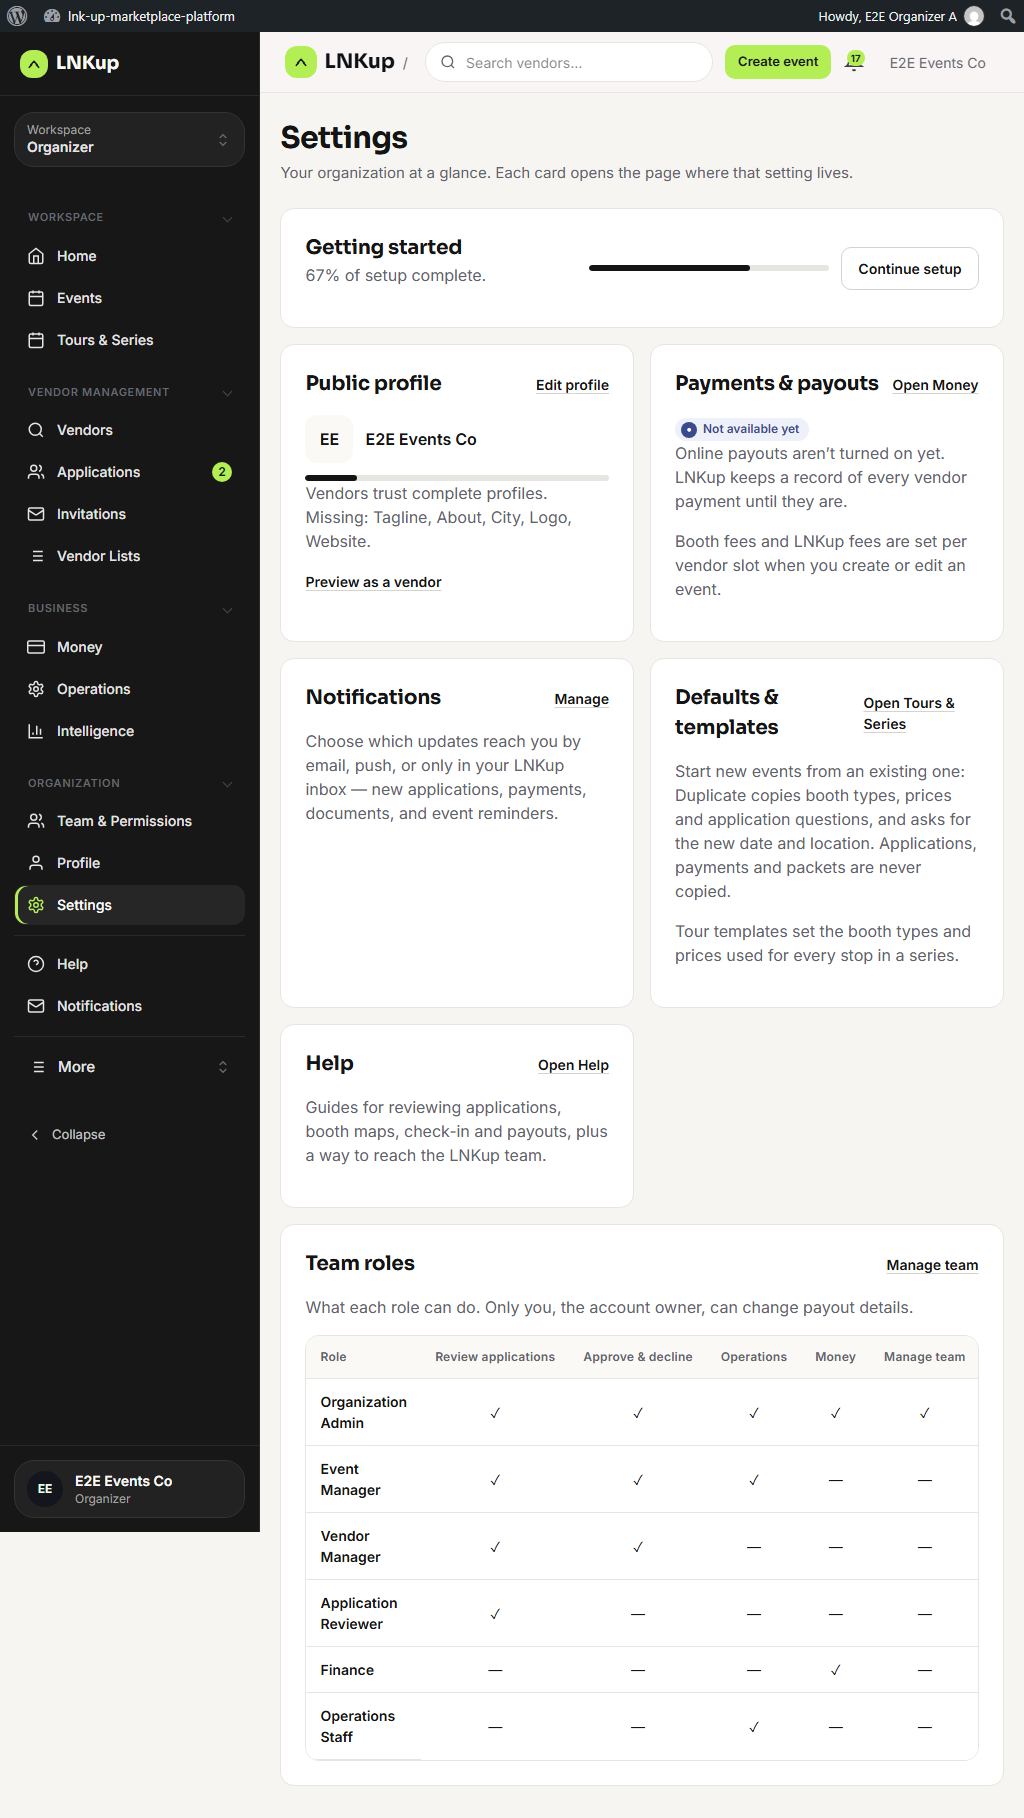 lnk-up-marketplace-platform
Howdy, E2E Organizer A
LNKup
Workspace
Organizer
WORKSPACE
Home
Events
Tours & Series
VENDOR MANAGEMENT
Vendors
Applications
2
Invitations
Vendor Lists
BUSINESS
Money
Operations
Intelligence
ORGANIZATION
Team & Permissions
Profile
Settings
Help
Notifications
More
Collapse
EE
E2E Events Co
Organizer
LNKup /
Search vendors...
Create event
17
E2E Events Co
Settings
Your organization at a glance. Each card opens the page where that setting lives.
Getting started
67% of setup complete.
Continue setup
Public profile
Edit profile
EE
E2E Events Co
Vendors trust complete profiles.
Missing: Tagline, About, City, Logo,
Website.
Preview as a vendor
Payments & payouts
Open Money
Not available yet
Online payouts aren't turned on yet.
LNKup keeps a record of every vendor
payment until they are.
Booth fees and LNKup fees are set per
vendor slot when you create or edit an
event.
Notifications
Manage
Choose which updates reach you by
email, push, or only in your LNKup
inbox — new applications, payments,
documents, and event reminders.
Defaults &
templates
Open Tours &
Series
Start new events from an existing one:
Duplicate copies booth types, prices
and application questions, and asks for
the new date and location. Applications,
payments and packets are never
copied.
Tour templates set the booth types and
prices used for every stop in a series.
Help
Open Help
Guides for reviewing applications,
booth maps, check-in and payouts, plus
a way to reach the LNKup team.
Team roles
Manage team
What each role can do. Only you, the account owner, can change payout details.
Role Review applications Approve & decline Operations Money Manage team
Organization
Admin
✓ ✓ ✓ ✓ ✓
Event
Manager
✓ ✓ ✓ — —
Vendor
Manager
✓ ✓ — — —
Application
Reviewer
✓ — — — —
Finance — — — ✓ —
Operations
Staff
— — ✓ — —